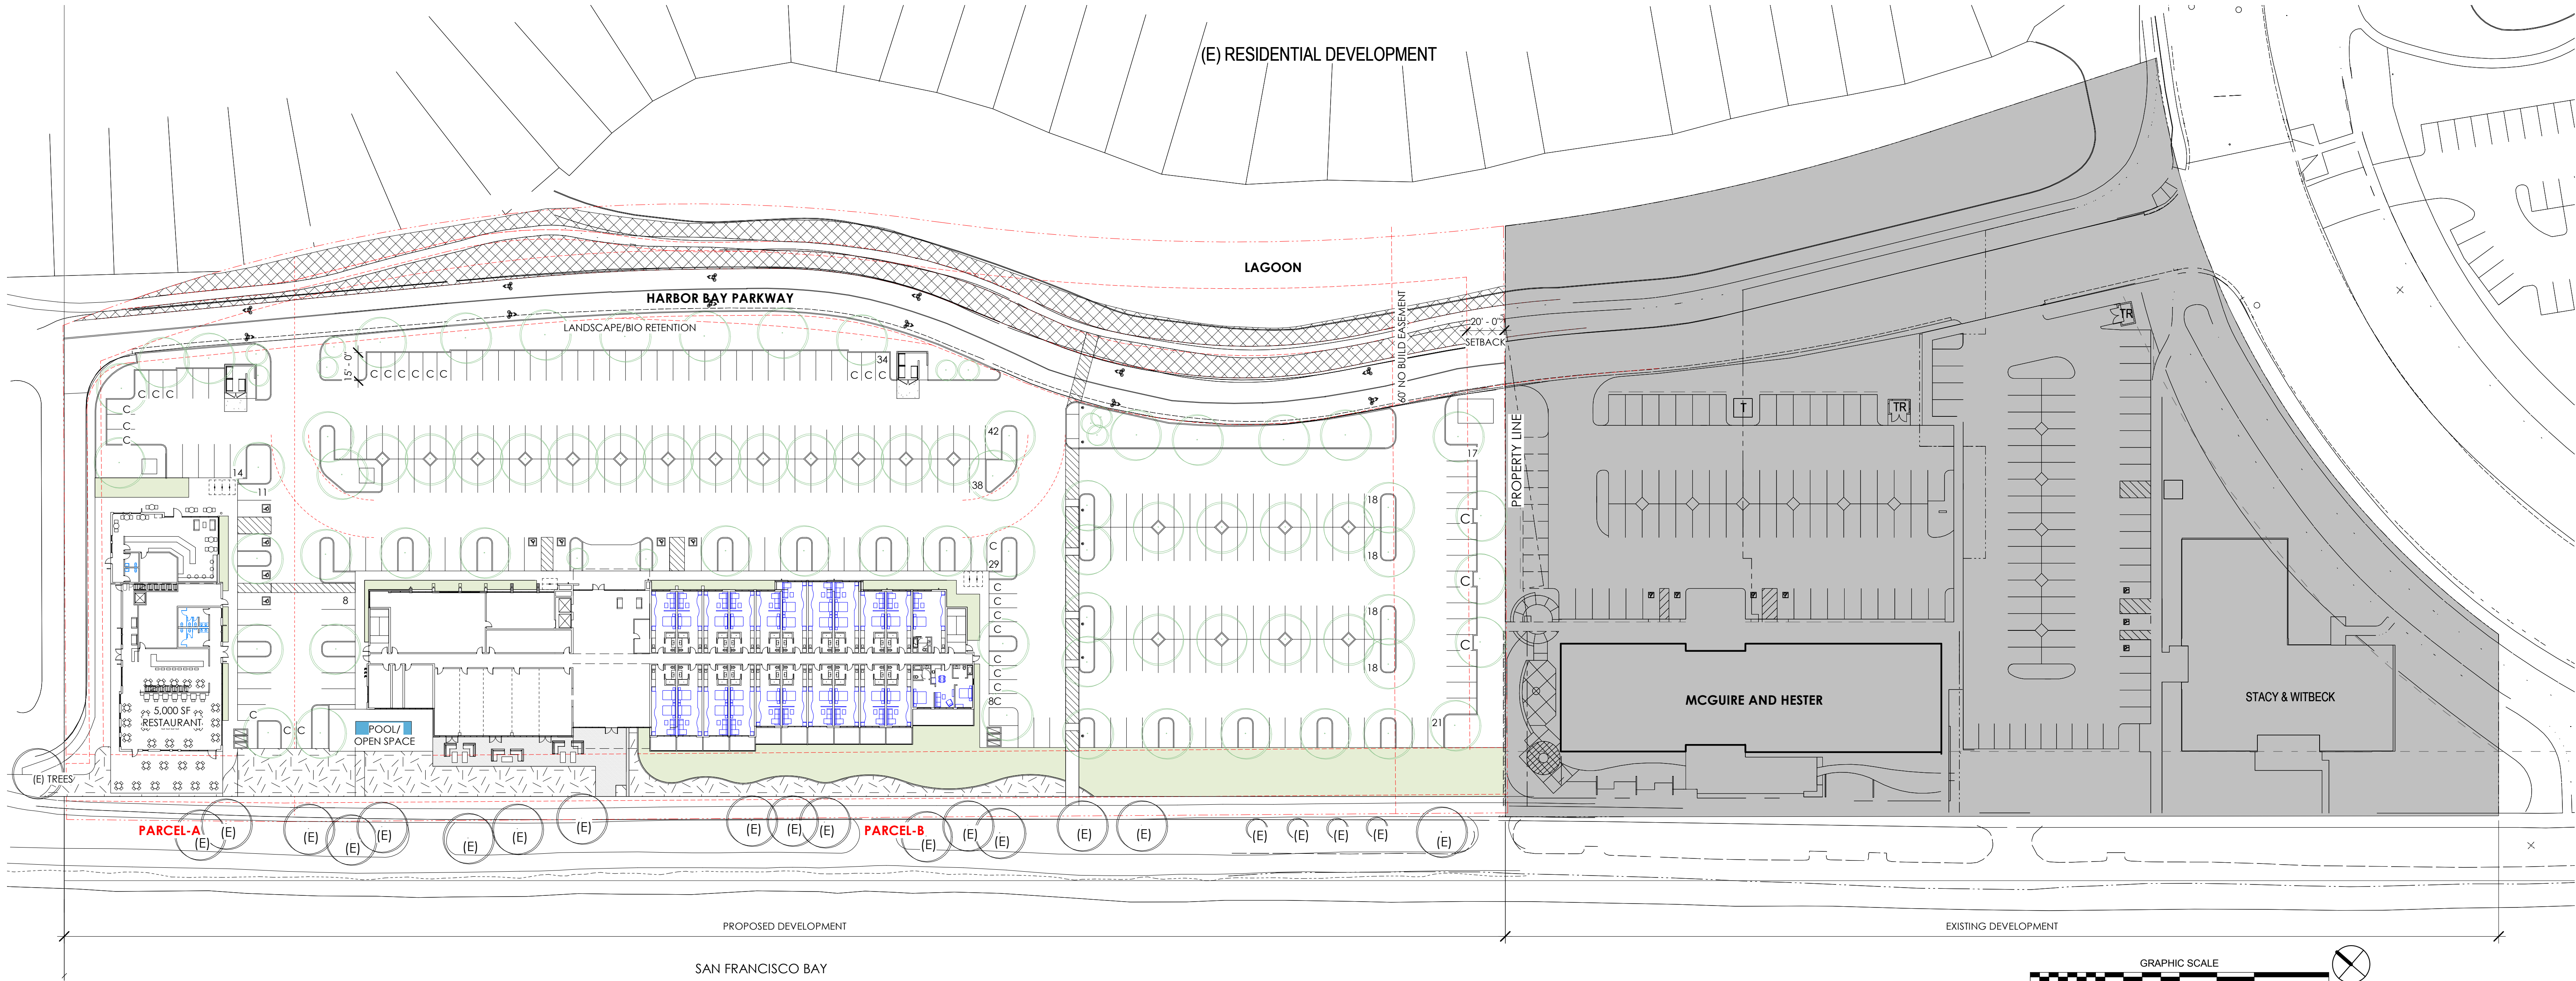 (E) RESIDENTIAL DEVELOPMENT
LAGOON
HARBOR BAY PARKWAY
LANDSCAPE/BIO RETENTION
60' NO BUILD EASEMENT
20' - 0"
SETBACK
PROPERTY LINE
TR
TR
T
15' - 0"
34
C C C C C C
C C C
C C C
C
C
C
42
38
14
11
17
18
18
18
18
21
C
C
C
C
29
C
C
C
C
C
C
C
8C
8
C
C C
5,000 SF
RESTAURANT
POOL/
OPEN SPACE
MCGUIRE AND HESTER
STACY & WITBECK
(E) TREES
PARCEL-A
(E)
(E)
(E)
(E)
(E)
(E)
(E)
(E)
(E)
(E)
(E)
PARCEL-B
(E)
(E)
(E)
(E)
(E)
(E)
(E)
(E)
(E)
(E)
PROPOSED DEVELOPMENT
EXISTING DEVELOPMENT
SAN FRANCISCO BAY
GRAPHIC SCALE